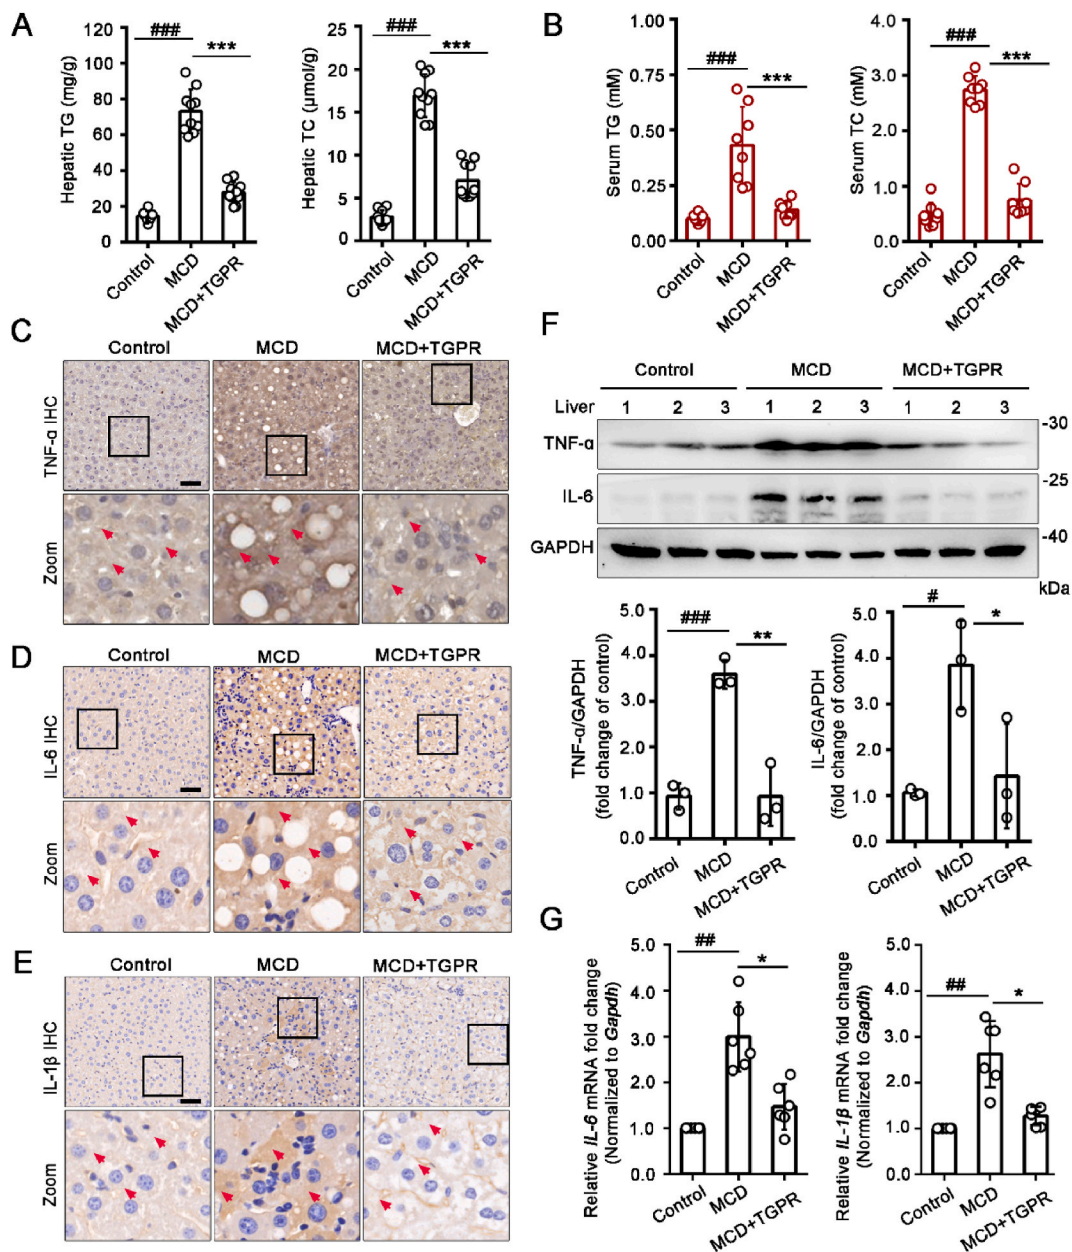 A
Hepatic TG (mg/g)
120
100
80
60
40
20
0
###
***
Control
MCD
MCD+TGPR
Hepatic TC (μmol/g)
25
20
15
10
5
0
###
***
Control
MCD
MCD+TGPR
B
Serum TG (mM)
1.00
0.75
0.50
0.25
0.00
###
***
Control
MCD
MCD+TGPR
Serum TC (mM)
4.0
3.0
2.0
1.0
0.0
###
***
Control
MCD
MCD+TGPR
C
Control MCD MCD+TGPR
TNF-α IHC
Zoom
D
Control MCD MCD+TGPR
IL-6 IHC
Zoom
E
Control MCD MCD+TGPR
IL-1β IHC
Zoom
F
Control MCD MCD+TGPR
Liver 1 2 3 1 2 3 1 2 3
-30
TNF-α
-25
IL-6
GAPDH
-40
kDa
TNF-α/GAPDH
(fold change of control)
5.0
4.0
3.0
2.0
1.0
0.0
###
**
Control
MCD
MCD+TGPR
IL-6/GAPDH
(fold change of control)
5.0
4.0
3.0
2.0
1.0
0.0
#
*
Control
MCD
MCD+TGPR
G
Relative IL-6 mRNA fold change
(Normalized to Gapdh)
5.0
4.0
3.0
2.0
1.0
0.0
##
*
Control
MCD
MCD+TGPR
Relative IL-1β mRNA fold change
(Normalized to Gapdh)
5.0
4.0
3.0
2.0
1.0
0.0
##
*
Control
MCD
MCD+TGPR